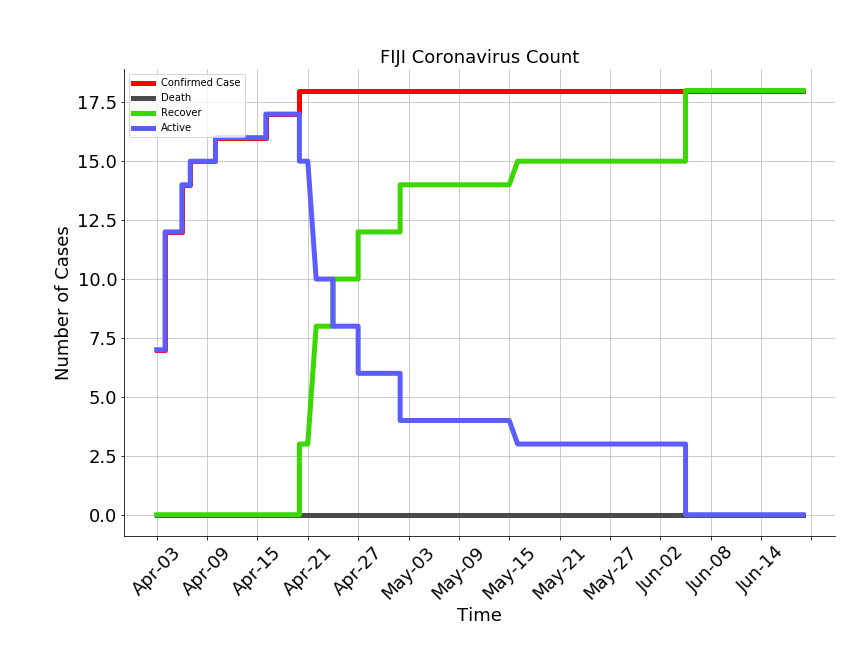 FIJI Coronavirus Count
Confirmed Case
Death
Recover
Active
Number of Cases
17.5
15.0
12.5
10.0
7.5
5.0
2.5
0.0
Apr-03
Apr-09
Apr-15
Apr-21
Apr-27
May-03
May-09
May-15
May-21
May-27
Jun-02
Jun-08
Jun-14
Time